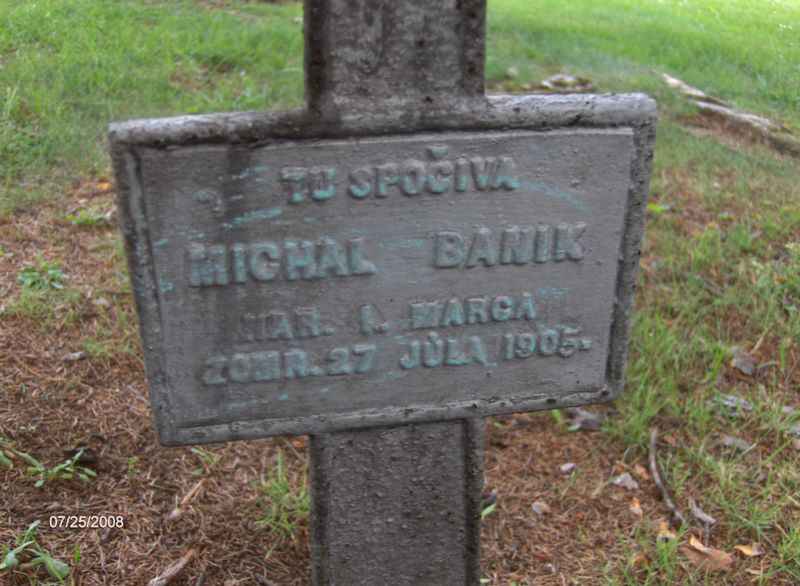 TU SPOČIVA
MICHAL BANIK
NAR. 1. MARCA
ZOMR. 27 JÚLA 1905.
07/25/2008